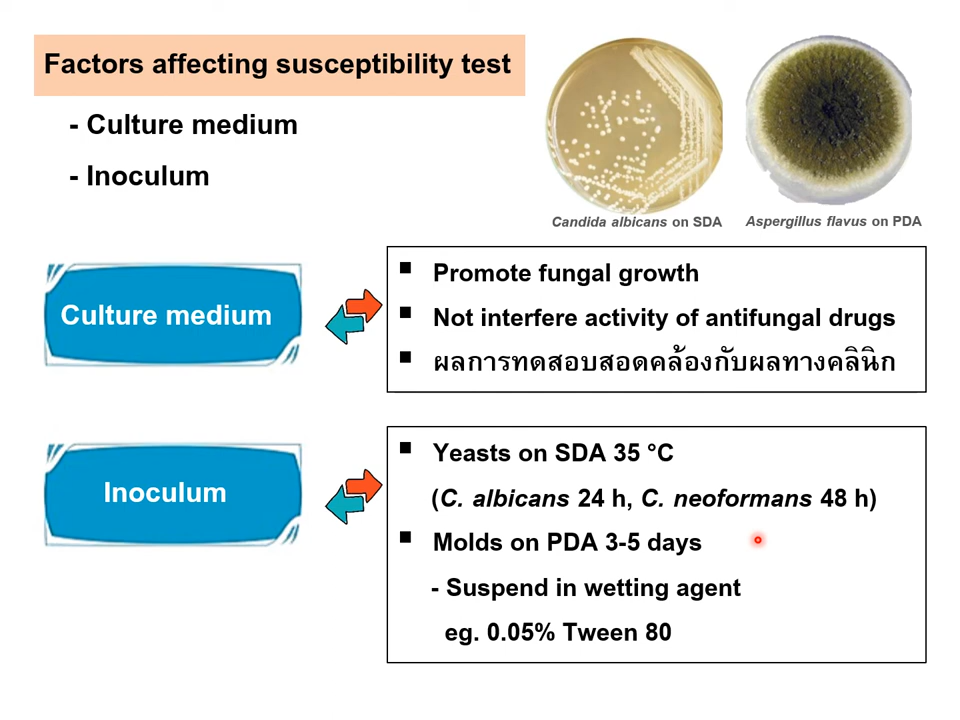 Factors affecting susceptibility test
- Culture medium
- Inoculum
Candida albicans on SDA
Aspergillus flavus on PDA
Culture medium
▪ Promote fungal growth
▪ Not interfere activity of antifungal drugs
▪ ผลการทดสอบสอดคล้องกับผลทางคลินิก
Inoculum
▪ Yeasts on SDA 35 °C
(C. albicans 24 h, C. neoformans 48 h)
▪ Molds on PDA 3-5 days
- Suspend in wetting agent
eg. 0.05% Tween 80